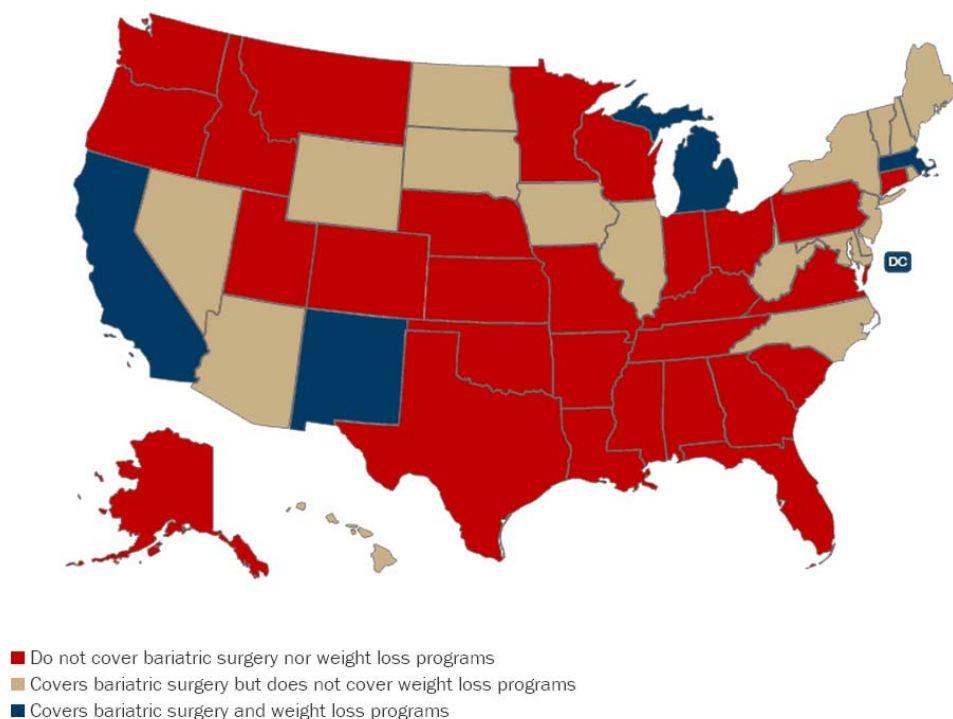 DC
Do not cover bariatric surgery nor weight loss programs
Covers bariatric surgery but does not cover weight loss programs
Covers bariatric surgery and weight loss programs